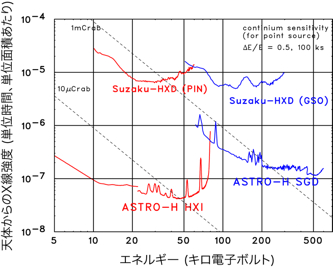 天体からのX線強度 (単位時間、単位面積あたり)
10⁻⁴
10⁻⁵
10⁻⁶
10⁻⁷
10⁻⁸
1mCrab
10μCrab
continium sensitivity
(for point source)
ΔE/E = 0.5, 100 ks
Suzaku-HXD (PIN)
Suzaku-HXD (GSO)
ASTRO-H SGD
ASTRO-H HXI
5 10 20 50 100 200 500
エネルギー (キロ電子ボルト)